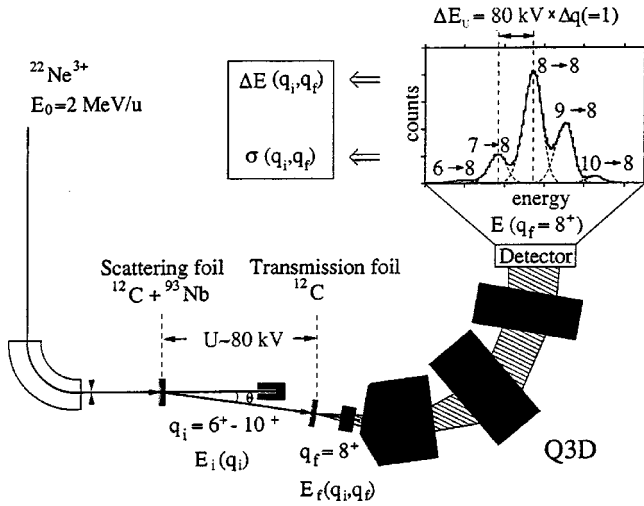 ΔE_U = 80 kV × Δq(=1)
²²Ne³⁺
E₀=2 MeV/u
ΔE (q_i,q_f)
⇐
σ (q_i,q_f)
⇐
counts
8→8
9→8
7→8
6→8
10→8
energy
E (q_f = 8⁺)
Detector
Scattering foil
¹²C + ⁹³Nb
Transmission foil
¹²C
U~80 kV
θ
q_i = 6⁺ - 10⁺
E_i(q_i)
q_f = 8⁺
E_f(q_i,q_f)
Q3D